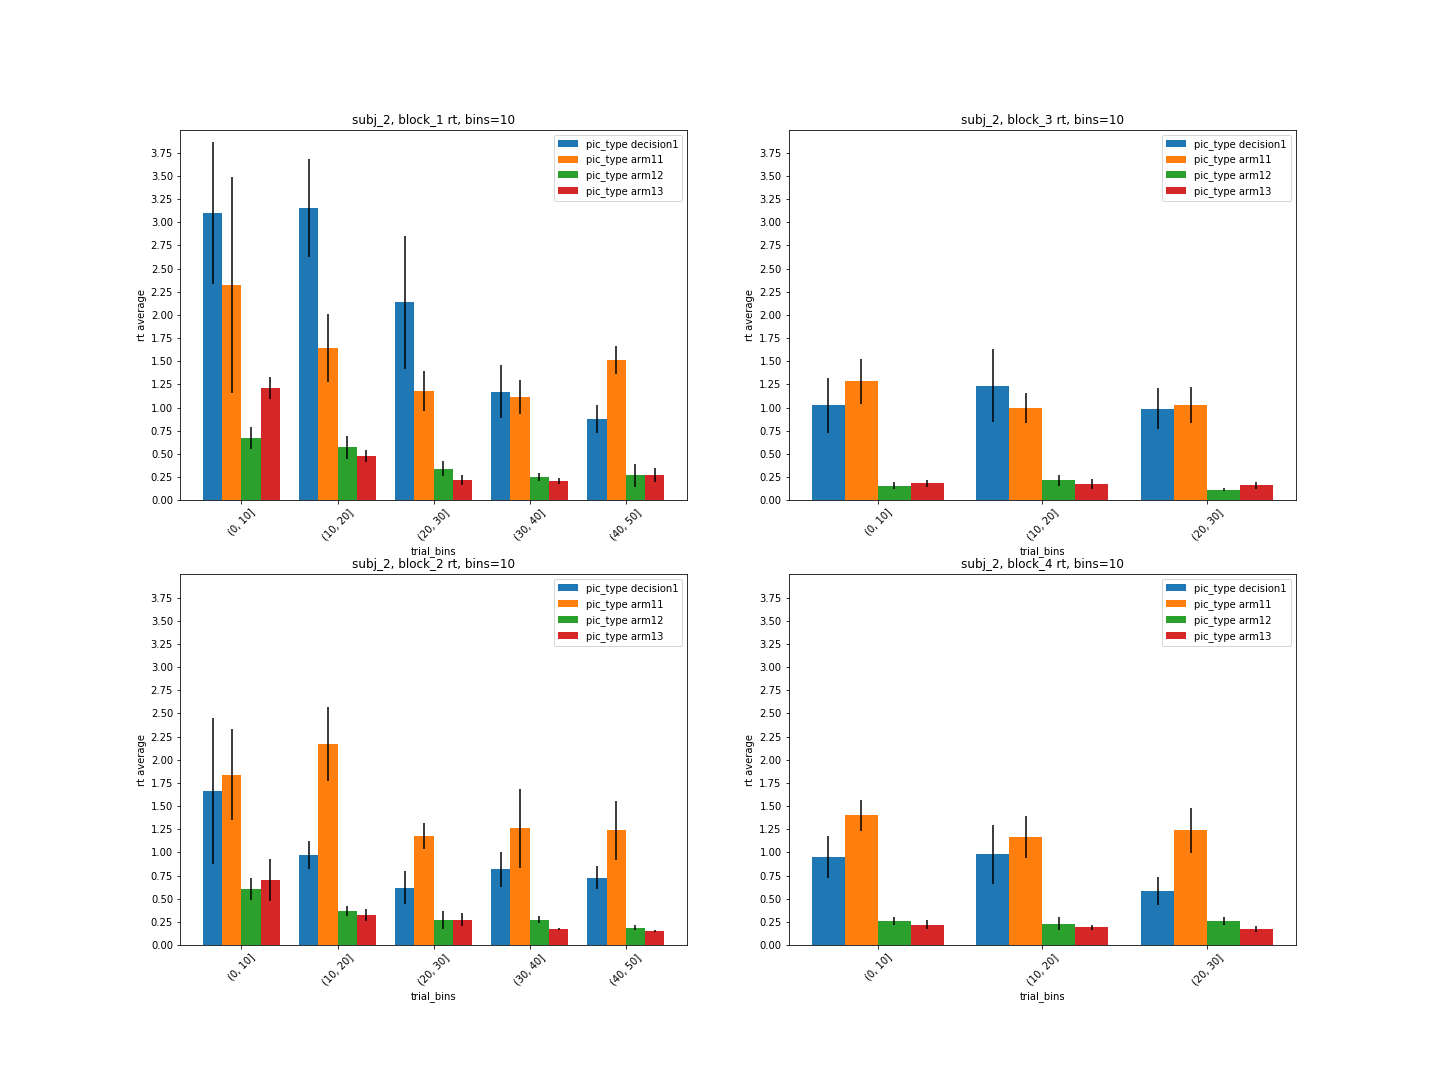 subj_2, block_1 rt, bins=10
pic_type decision1
pic_type arm11
pic_type arm12
pic_type arm13
3.75
3.50
3.25
3.00
2.75
2.50
2.25
2.00
1.75
1.50
1.25
1.00
0.75
0.50
0.25
0.00
rt average
(0, 10]
(10, 20]
(20, 30]
(30, 40]
(40, 50]
trial_bins
subj_2, block_3 rt, bins=10
pic_type decision1
pic_type arm11
pic_type arm12
pic_type arm13
3.75
3.50
3.25
3.00
2.75
2.50
2.25
2.00
1.75
1.50
1.25
1.00
0.75
0.50
0.25
0.00
rt average
(0, 10]
(10, 20]
(20, 30]
trial_bins
subj_2, block_2 rt, bins=10
pic_type decision1
pic_type arm11
pic_type arm12
pic_type arm13
3.75
3.50
3.25
3.00
2.75
2.50
2.25
2.00
1.75
1.50
1.25
1.00
0.75
0.50
0.25
0.00
rt average
(0, 10]
(10, 20]
(20, 30]
(30, 40]
(40, 50]
trial_bins
subj_2, block_4 rt, bins=10
pic_type decision1
pic_type arm11
pic_type arm12
pic_type arm13
3.75
3.50
3.25
3.00
2.75
2.50
2.25
2.00
1.75
1.50
1.25
1.00
0.75
0.50
0.25
0.00
rt average
(0, 10]
(10, 20]
(20, 30]
trial_bins